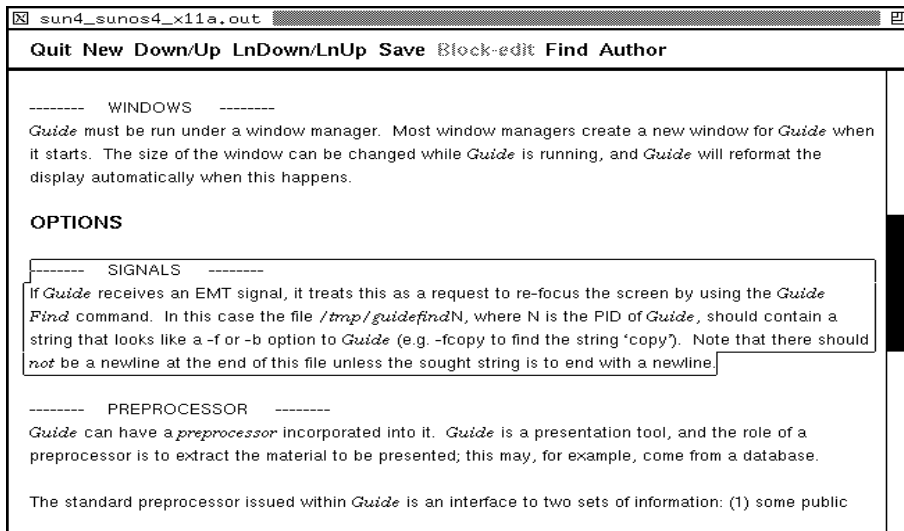 sun4_sunos4_x11a.out
Quit New Down/Up LnDown/LnUp Save Block-edit Find Author
-------- WINDOWS --------
Guide must be run under a window manager. Most window managers create a new window for Guide when
it starts. The size of the window can be changed while Guide is running, and Guide will reformat the
display automatically when this happens.
OPTIONS
-------- SIGNALS --------
If Guide receives an EMT signal, it treats this as a request to re-focus the screen by using the Guide
Find command. In this case the file /tmp/guidefindN, where N is the PID of Guide, should contain a
string that looks like a -f or -b option to Guide (e.g. -fcopy to find the string ‘copy’). Note that there should
not be a newline at the end of this file unless the sought string is to end with a newline.
-------- PREPROCESSOR --------
Guide can have a preprocessor incorporated into it. Guide is a presentation tool, and the role of a
preprocessor is to extract the material to be presented; this may, for example, come from a database.
The standard preprocessor issued within Guide is an interface to two sets of information: (1) some public